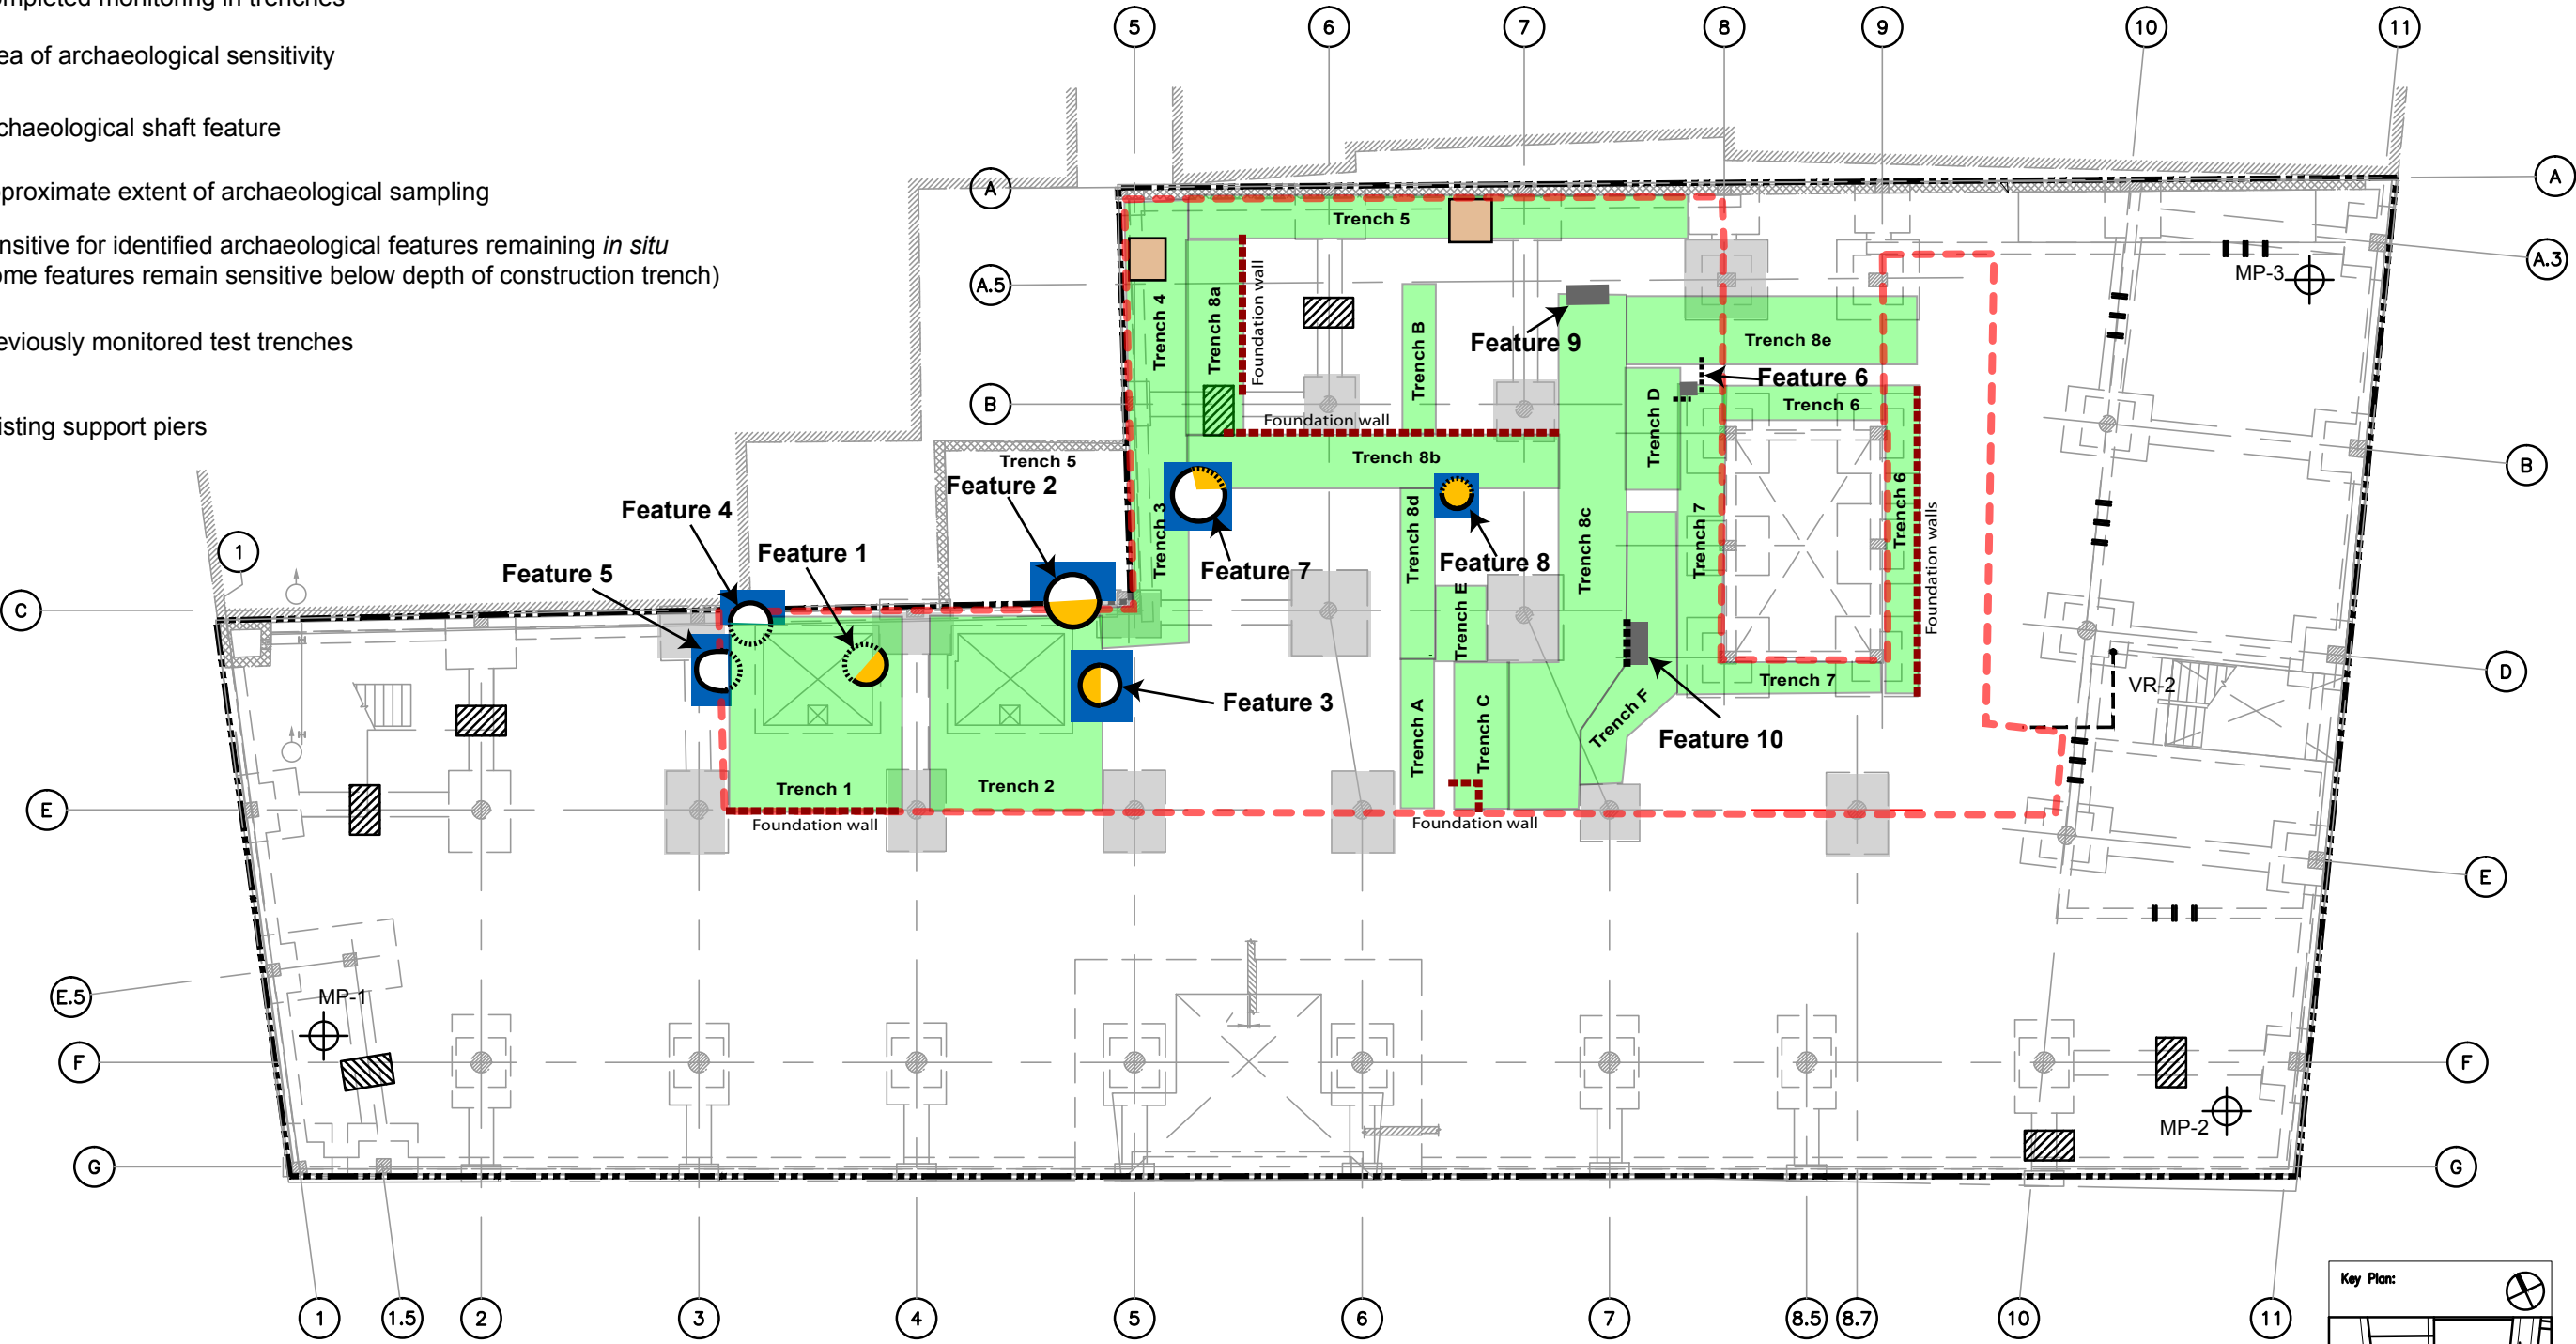 mpleted monitoring in trenches
ea of archaeological sensitivity
chaeological shaft feature
proximate extent of archaeological sampling
nsitive for identified archaeological features remaining in situ
ome features remain sensitive below depth of construction trench)
eviously monitored test trenches
isting support piers
5
6
7
8
9
10
11
A
A
A.5
A.3
B
B
C
1
D
E
E
E.5
F
F
G
G
MP-3
Trench 5
Trench 4
Trench 8a
Foundation wall
Trench B
Feature 9
Trench 8e
Feature 6
Trench 6
Foundation wall
Trench D
Trench 5
Feature 2
Trench 8b
Feature 4
Trench 3
Trench 8d
Feature 8
Trench 8c
Trench 7
Trench 6
Foundation walls
Feature 1
Feature 5
Feature 7
Trench E
Feature 3
Trench 7
VR-2
Trench A
Trench C
Trench F
Feature 10
Trench 1
Trench 2
Foundation wall
Foundation wall
MP-1
MP-2
Key Plan:
1
1.5
2
3
4
5
6
7
8.5
8.7
10
11